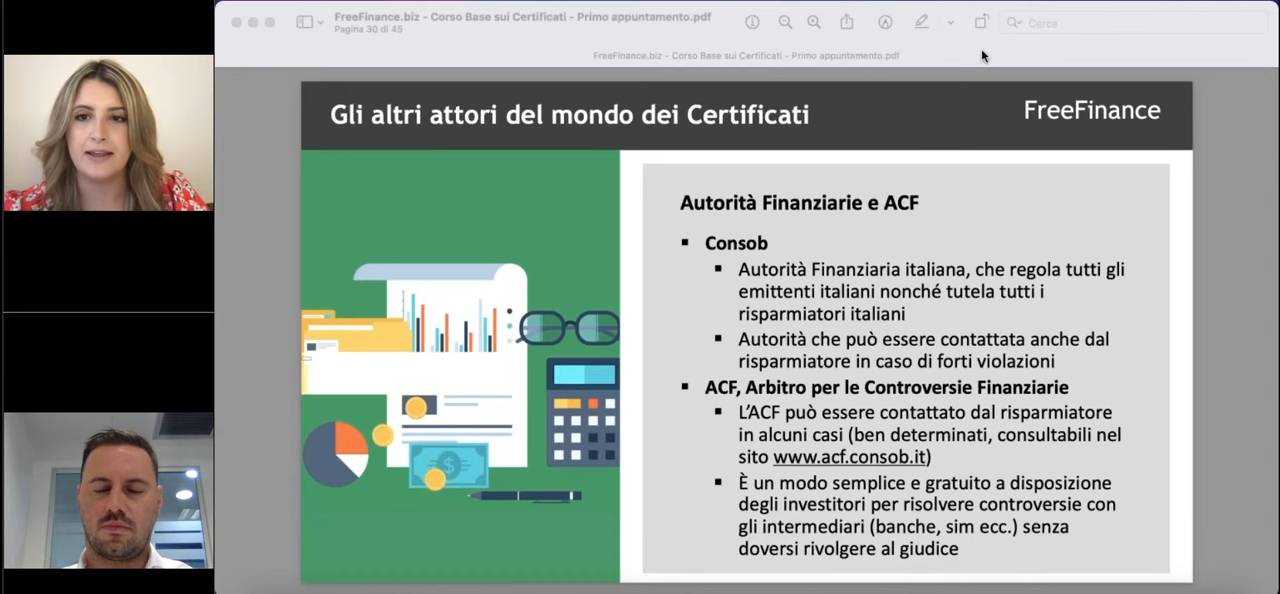 FreeFinance.biz - Corso Base sui Certificati - Primo appuntamento.pdf
Pagina 30 di 45
Cerca
FreeFinance.biz - Corso Base sui Certificati - Primo appuntamento.pdf
Gli altri attori del mondo dei Certificati
FreeFinance
Autorità Finanziarie e ACF
▪ Consob
▪ Autorità Finanziaria italiana, che regola tutti gli
emittenti italiani nonché tutela tutti i
risparmiatori italiani
▪ Autorità che può essere contattata anche dal
risparmiatore in caso di forti violazioni
▪ ACF, Arbitro per le Controversie Finanziarie
▪ L’ACF può essere contattato dal risparmiatore
in alcuni casi (ben determinati, consultabili nel
sito www.acf.consob.it)
▪ È un modo semplice e gratuito a disposizione
degli investitori per risolvere controversie con
gli intermediari (banche, sim ecc.) senza
doversi rivolgere al giudice
$